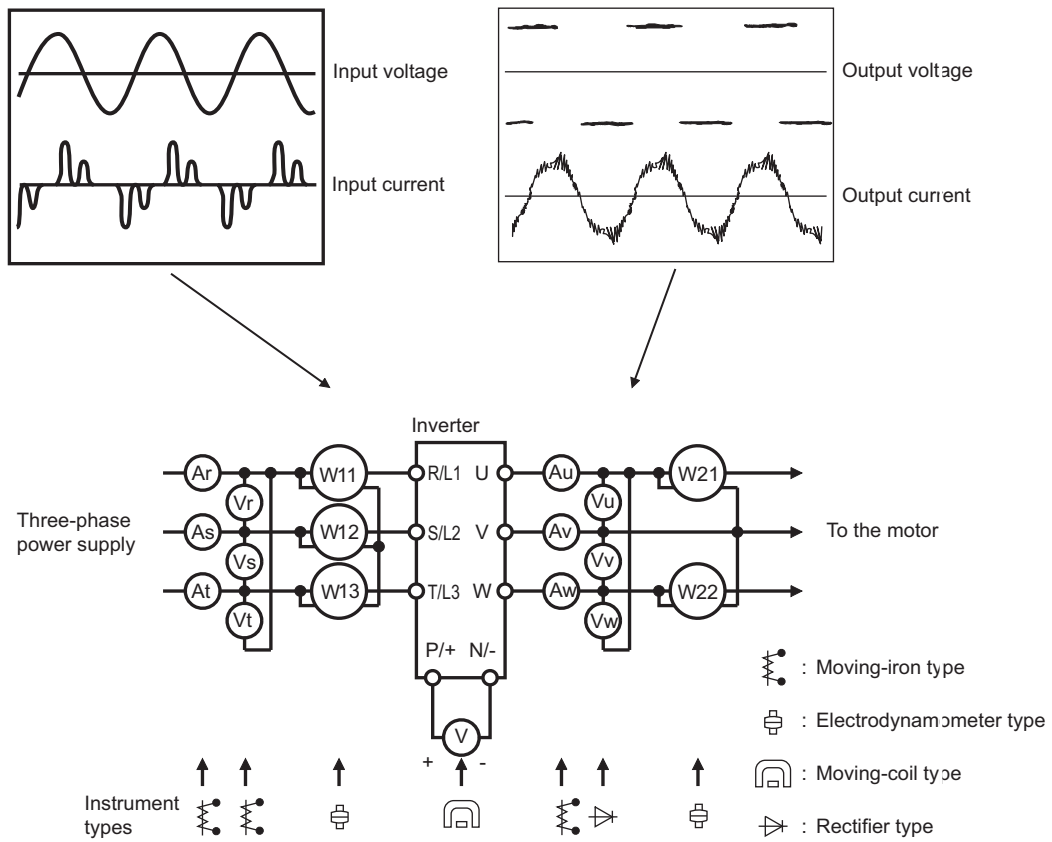 Input voltage
Input current
Output voltage
Output current
Inverter
Ar
Vr
W11
R/L1
U
Au
Vu
W21
Three-phase
power supply
As
Vs
W12
S/L2
V
Av
Vv
To the motor
At
Vt
W13
T/L3
W
Aw
Vw
W22
P/+
N/-
V
+
-
: Moving-iron type
: Electrodynamometer type
: Moving-coil type
: Rectifier type
Instrument
types